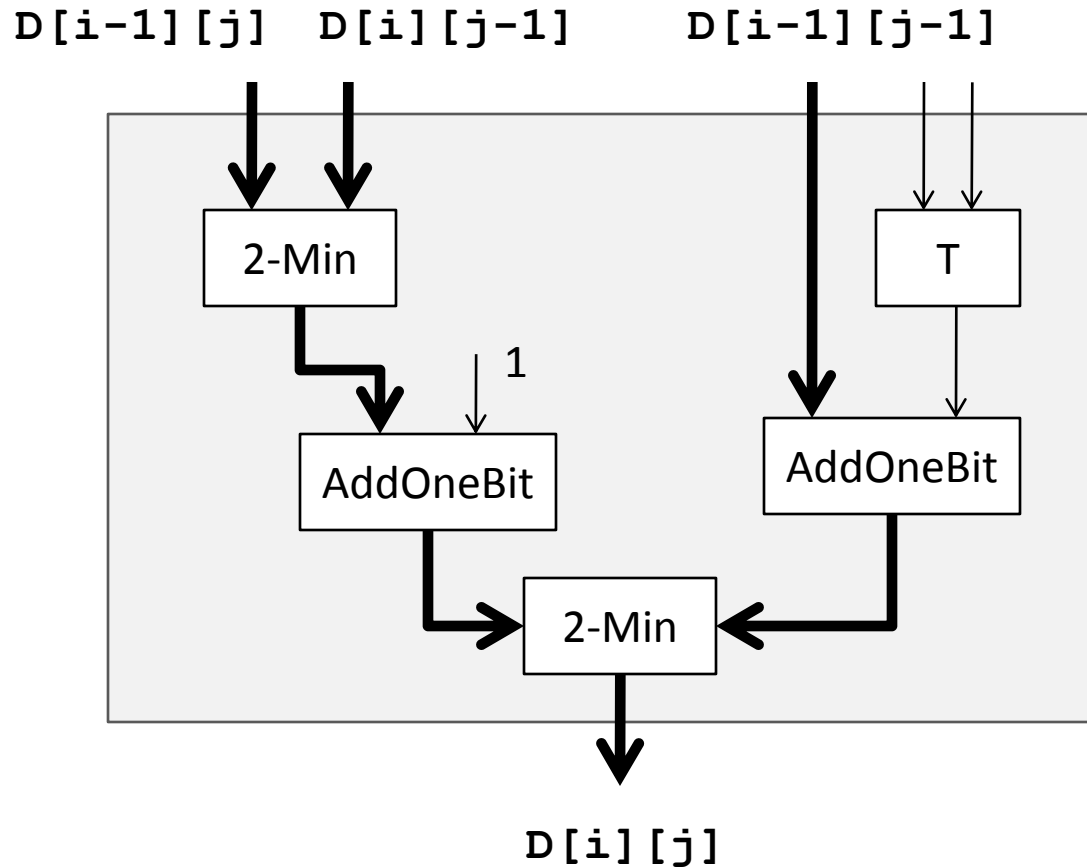 D[i-1][j] D[i][j-1] D[i-1][j-1]
2-Min T
1
AddOneBit AddOneBit
2-Min
D[i][j]